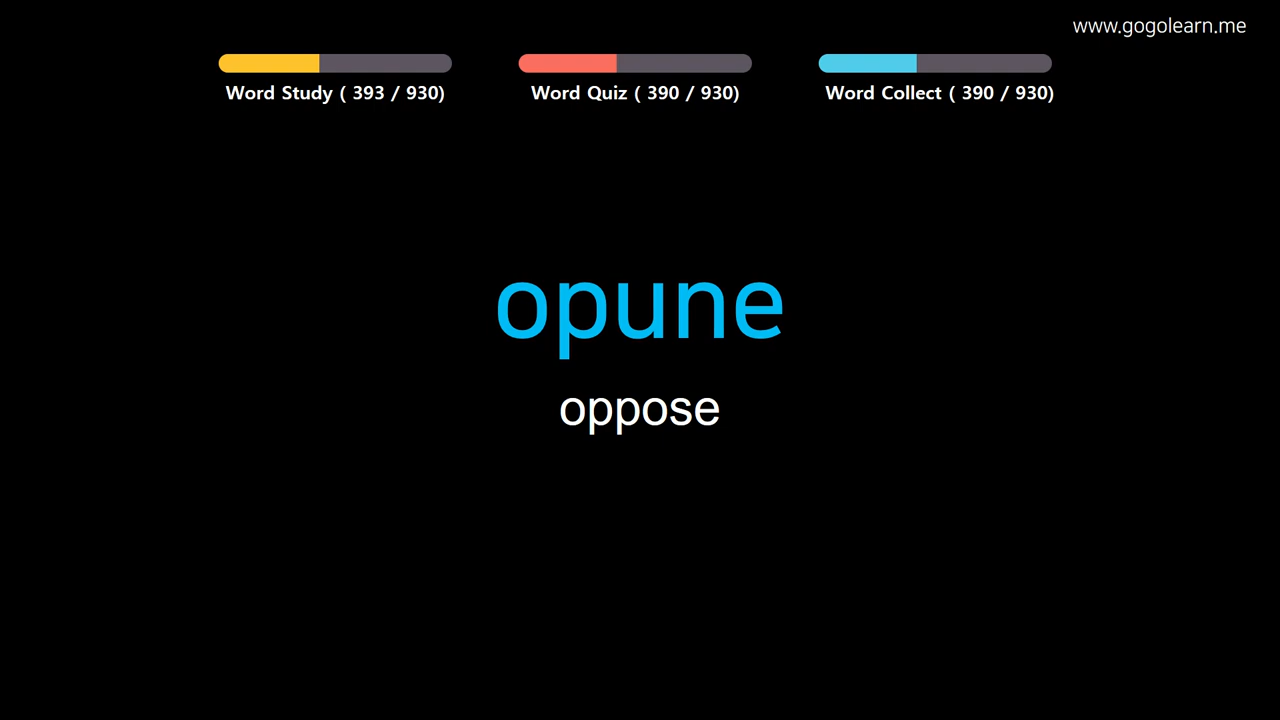 www.gogolearn.me
Word Study ( 393 / 930)
Word Quiz ( 390 / 930)
Word Collect ( 390 / 930)
opune
oppose